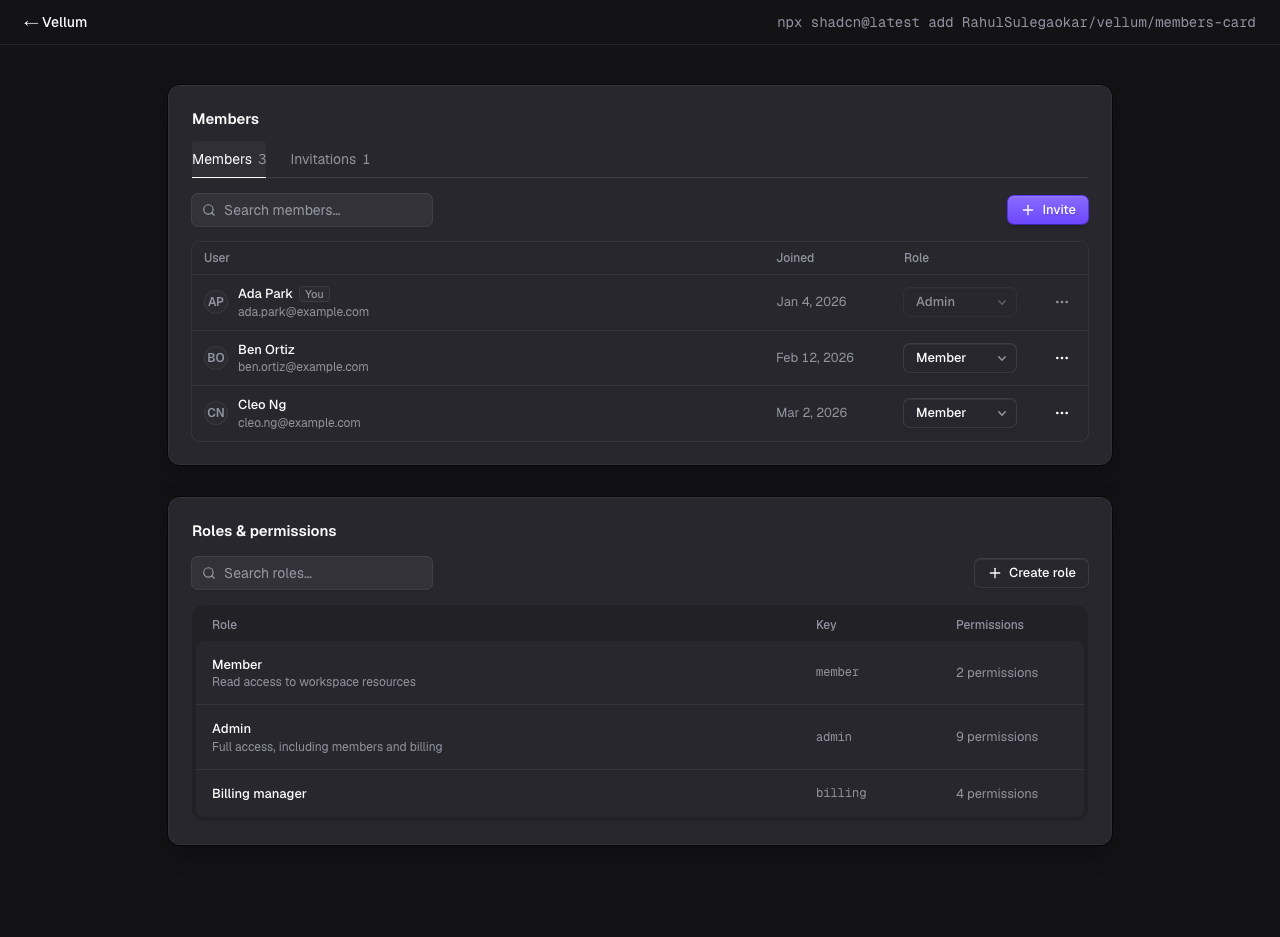 ← Vellum
npx shadcn@latest add RahulSulegaokar/vellum/members-card
Members
Members 3 Invitations 1
Search members…
+ Invite
User Joined Role
AP Ada Park You Jan 4, 2026 Admin
ada.park@example.com
BO Ben Ortiz Feb 12, 2026 Member
ben.ortiz@example.com
CN Cleo Ng Mar 2, 2026 Member
cleo.ng@example.com
Roles & permissions
Search roles…
+ Create role
Role Key Permissions
Member member 2 permissions
Read access to workspace resources
Admin admin 9 permissions
Full access, including members and billing
Billing manager billing 4 permissions